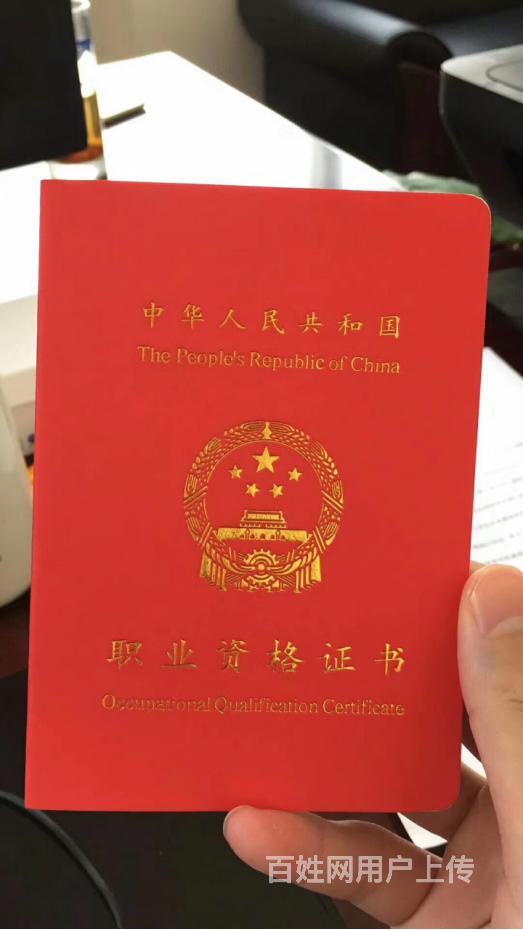 中华人民共和国
The People's Republic of China
职业资格证书
Occupational Qualification Certificate
百姓网用户上传